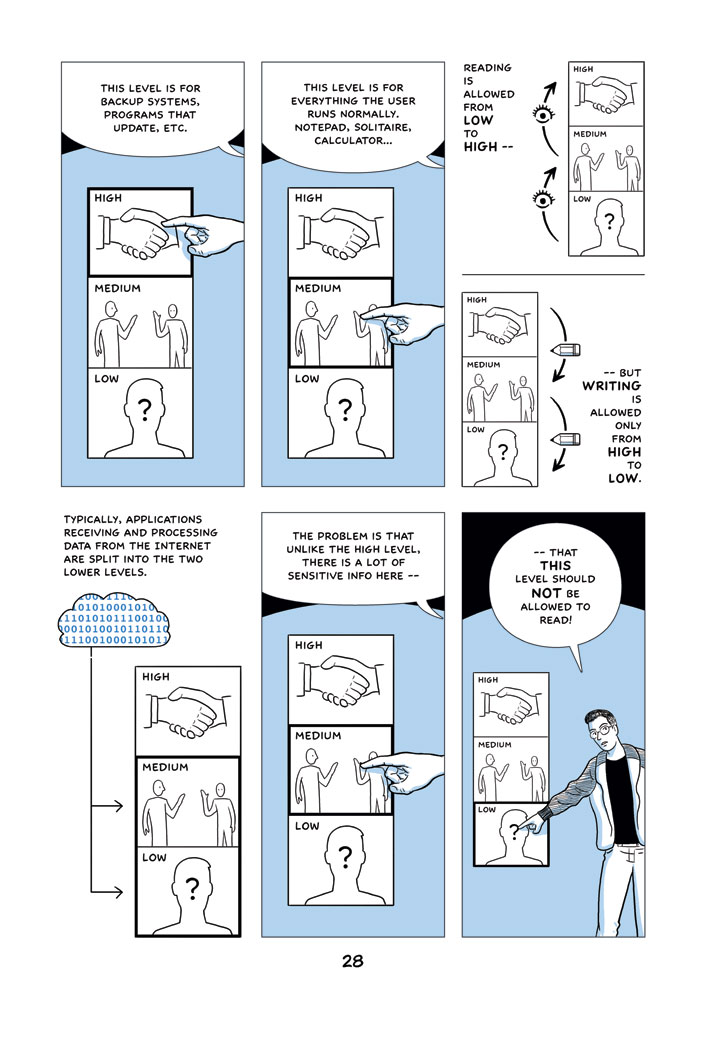 THIS LEVEL IS FOR
BACKUP SYSTEMS,
PROGRAMS THAT
UPDATE, ETC.
HIGH
MEDIUM
LOW
?
THIS LEVEL IS FOR
EVERYTHING THE USER
RUNS NORMALLY.
NOTEPAD, SOLITAIRE,
CALCULATOR...
HIGH
MEDIUM
LOW
?
READING
IS
ALLOWED
FROM
LOW
TO
HIGH --
HIGH
MEDIUM
LOW
?
HIGH
MEDIUM
LOW
?
-- BUT
WRITING
IS
ALLOWED
ONLY
FROM
HIGH
TO
LOW.
TYPICALLY, APPLICATIONS
RECEIVING AND PROCESSING
DATA FROM THE INTERNET
ARE SPLIT INTO THE TWO
LOWER LEVELS.
HIGH
MEDIUM
LOW
?
THE PROBLEM IS THAT
UNLIKE THE HIGH LEVEL,
THERE IS A LOT OF
SENSITIVE INFO HERE --
HIGH
MEDIUM
LOW
?
-- THAT
THIS
LEVEL SHOULD
NOT BE
ALLOWED TO
READ!
HIGH
MEDIUM
LOW
?
28